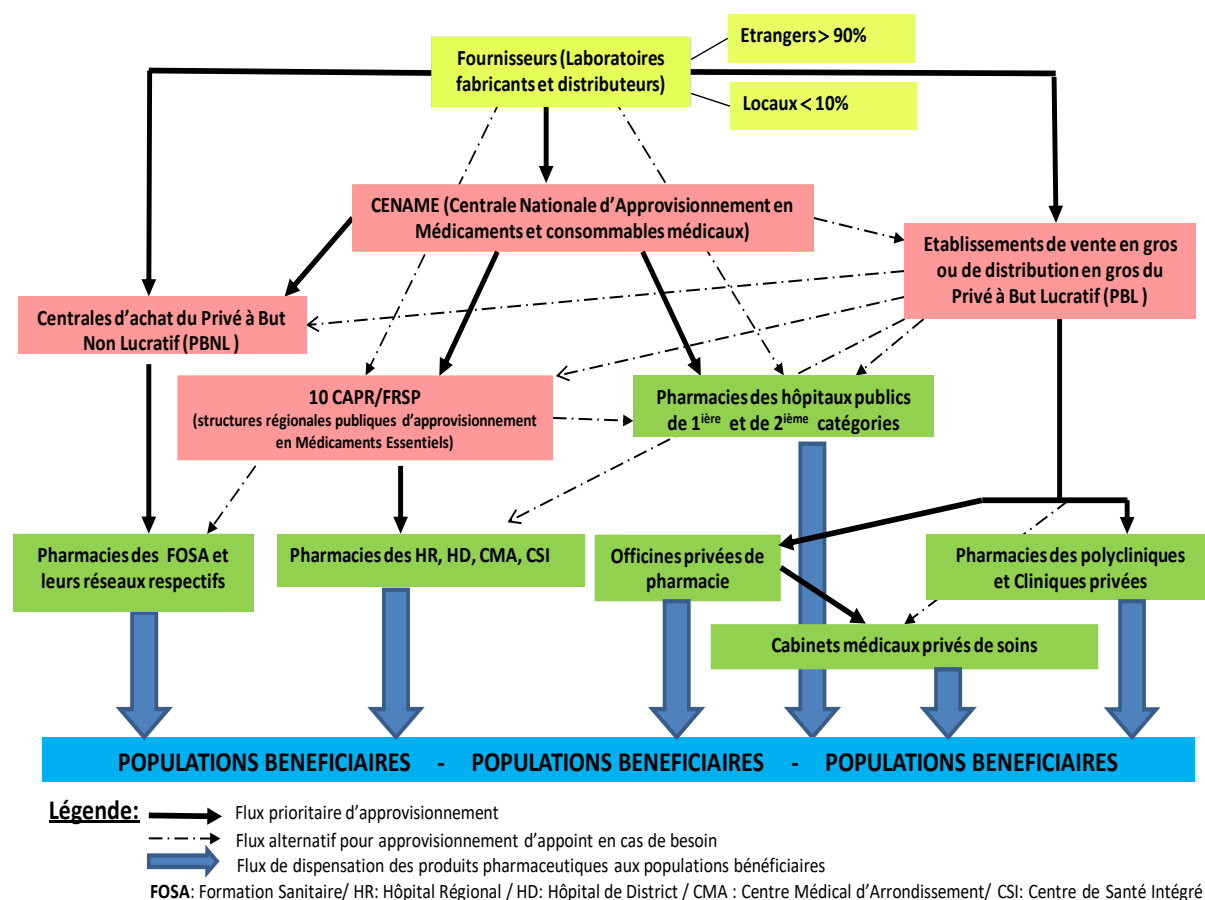 Etrangers > 90%
Fournisseurs (Laboratoires
fabricants et distributeurs)
Locaux < 10%
CENAME (Centrale Nationale d'Approvisionnement en
Médicaments et consommables médicaux)
Etablissements de vente en gros
ou de distribution en gros du
Privé à But Lucratif (PBL )
Centrales d'achat du Privé à But
Non Lucratif (PBNL )
10 CAPR/FRSP
(structures régionales publiques d'approvisionnement
en Médicaments Essentiels)
Pharmacies des hôpitaux publics
de 1ière et de 2ième catégories
Pharmacies des FOSA et
leurs réseaux respectifs
Pharmacies des HR, HD, CMA, CSI
Officines privées de
pharmacie
Pharmacies des polycliniques
et Cliniques privées
Cabinets médicaux privés de soins
POPULATIONS BENEFICIAIRES - POPULATIONS BENEFICIAIRES - POPULATIONS BENEFICIAIRES
Légende:
Flux prioritaire d'approvisionnement
Flux alternatif pour approvisionnement d'appoint en cas de besoin
Flux de dispensation des produits pharmaceutiques aux populations bénéficiaires
FOSA: Formation Sanitaire/ HR: Hôpital Régional / HD: Hôpital de District / CMA : Centre Médical d'Arrondissement/ CSI: Centre de Santé Intégré